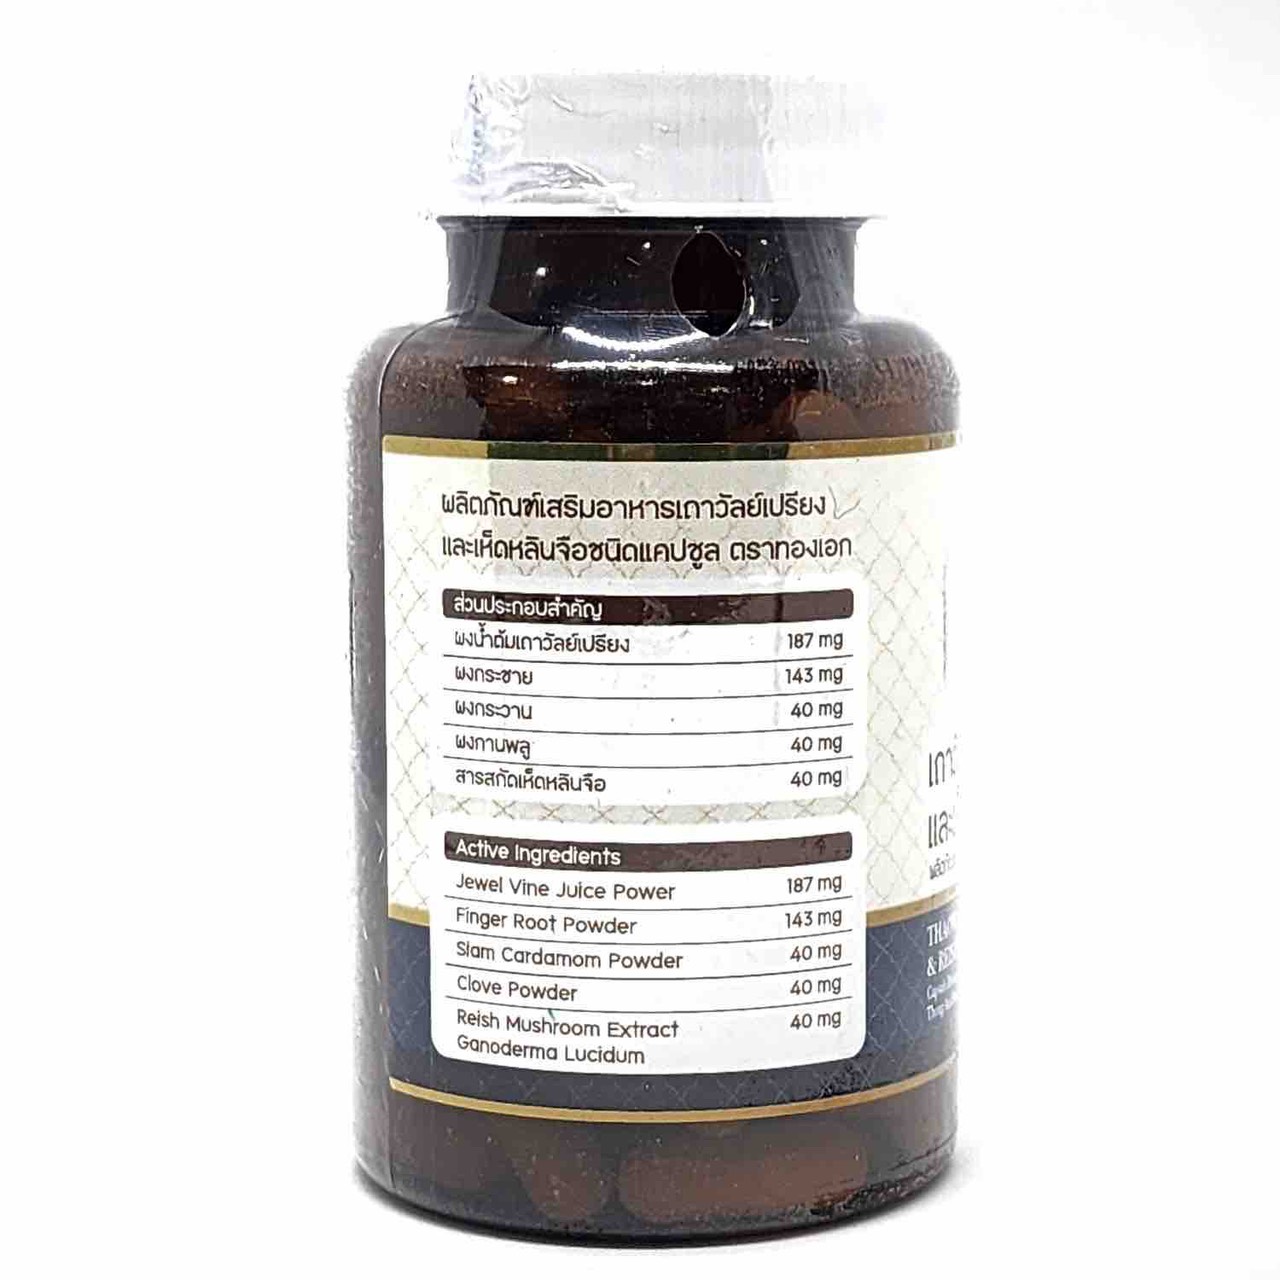 ผลิตภัณฑ์เสริมอาหารเถาวัลย์เปรียง
และเห็ดหลินจือชนิดแคปซูล ตราทองเอก
ส่วนประกอบสำคัญ
ผงน้ำต้มเถาวัลย์เปรียง 187 mg
ผงกระชาย 143 mg
ผงกระวาน 40 mg
ผงกานพลู 40 mg
สารสกัดเห็ดหลินจือ 40 mg
Active Ingredients
Jewel Vine Juice Power 187 mg
Finger Root Powder 143 mg
Siam Cardamom Powder 40 mg
Clove Powder 40 mg
Reish Mushroom Extract 40 mg
Ganoderma Lucidum
และ
&